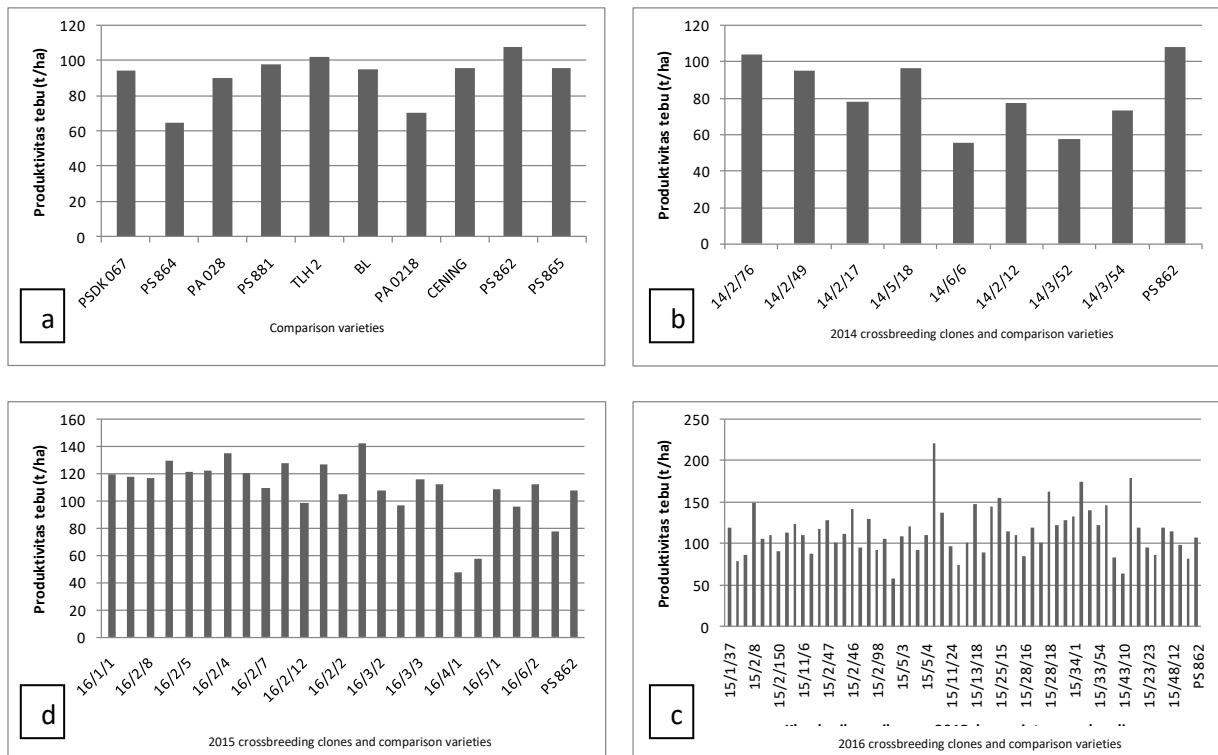 120
100
80
60
40
20
0
Produktivitas tebu (t/ha)
PSDK 067
PS 864
PA 028
PS 881
TLH 2
BL
PA 0218
CENING
PS 862
PS 865
Comparison varieties
a
120
100
80
60
40
20
0
Produktivitas tebu (t/ha)
14/2/76
14/2/49
14/2/17
14/5/18
14/6/6
14/2/12
14/3/52
14/3/54
PS 862
2014 crossbreeding clones and comparison varieties
b
160
140
120
100
80
60
40
20
0
Produktivitas tebu (t/ha)
16/1/1
16/2/8
16/2/5
16/2/4
16/2/7
16/2/12
16/2/2
16/3/2
16/3/3
16/4/1
16/5/1
16/6/2
PS 862
2015 crossbreeding clones and comparison varieties
d
250
200
150
100
50
0
Produktivitas tebu (t/ha)
15/1/37
15/2/8
15/2/150
15/11/6
15/2/47
15/2/46
15/2/98
15/5/3
15/5/4
15/11/24
15/13/18
15/25/15
15/28/16
15/28/18
15/34/1
15/33/54
15/43/10
15/23/23
15/48/12
PS 862
2016 crossbreeding clones and comparison varieties
c